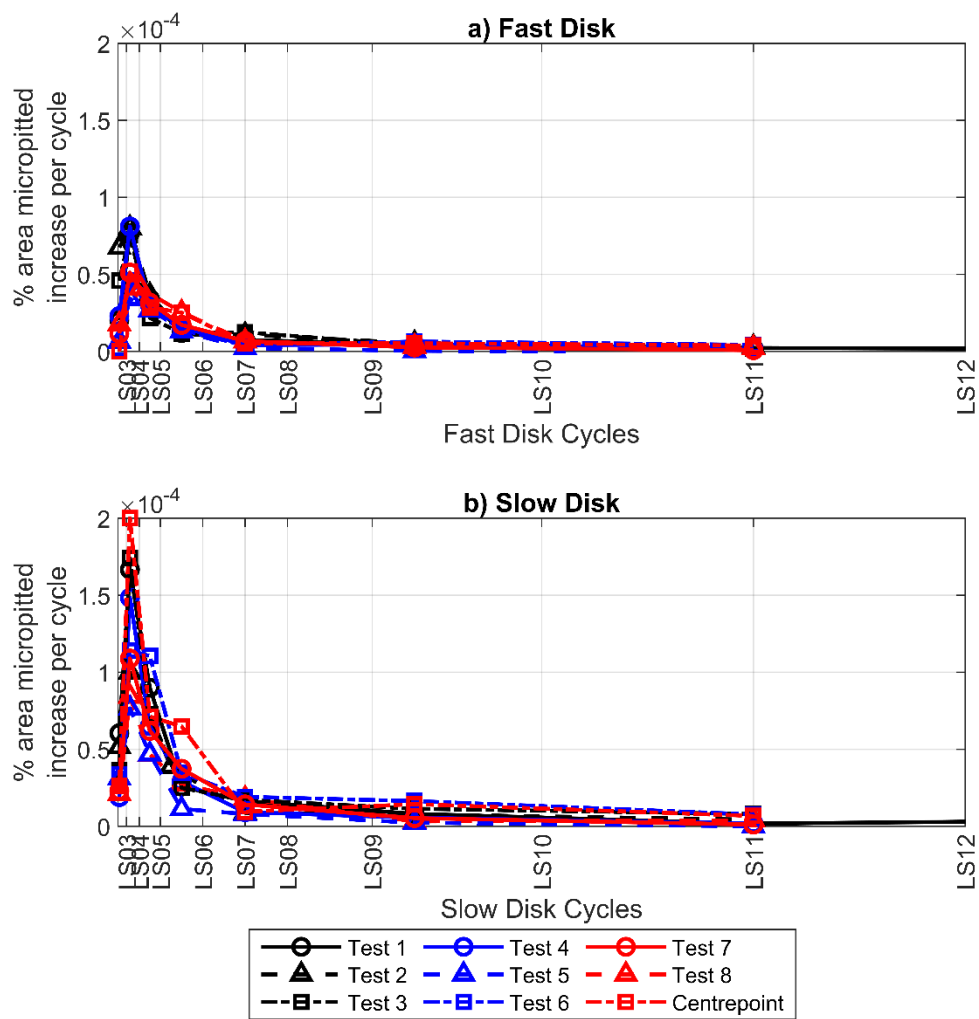 a) Fast Disk
×10⁻⁴
2
1.5
1
0.5
0
% area micropitted
increase per cycle
LS03 LS04 LS05 LS06 LS07 LS08 LS09 LS10 LS11 LS12
Fast Disk Cycles
b) Slow Disk
×10⁻⁴
2
1.5
1
0.5
0
% area micropitted
increase per cycle
LS03 LS04 LS05 LS06 LS07 LS08 LS09 LS10 LS11 LS12
Slow Disk Cycles
Test 1 Test 4 Test 7
Test 2 Test 5 Test 8
Test 3 Test 6 Centrepoint